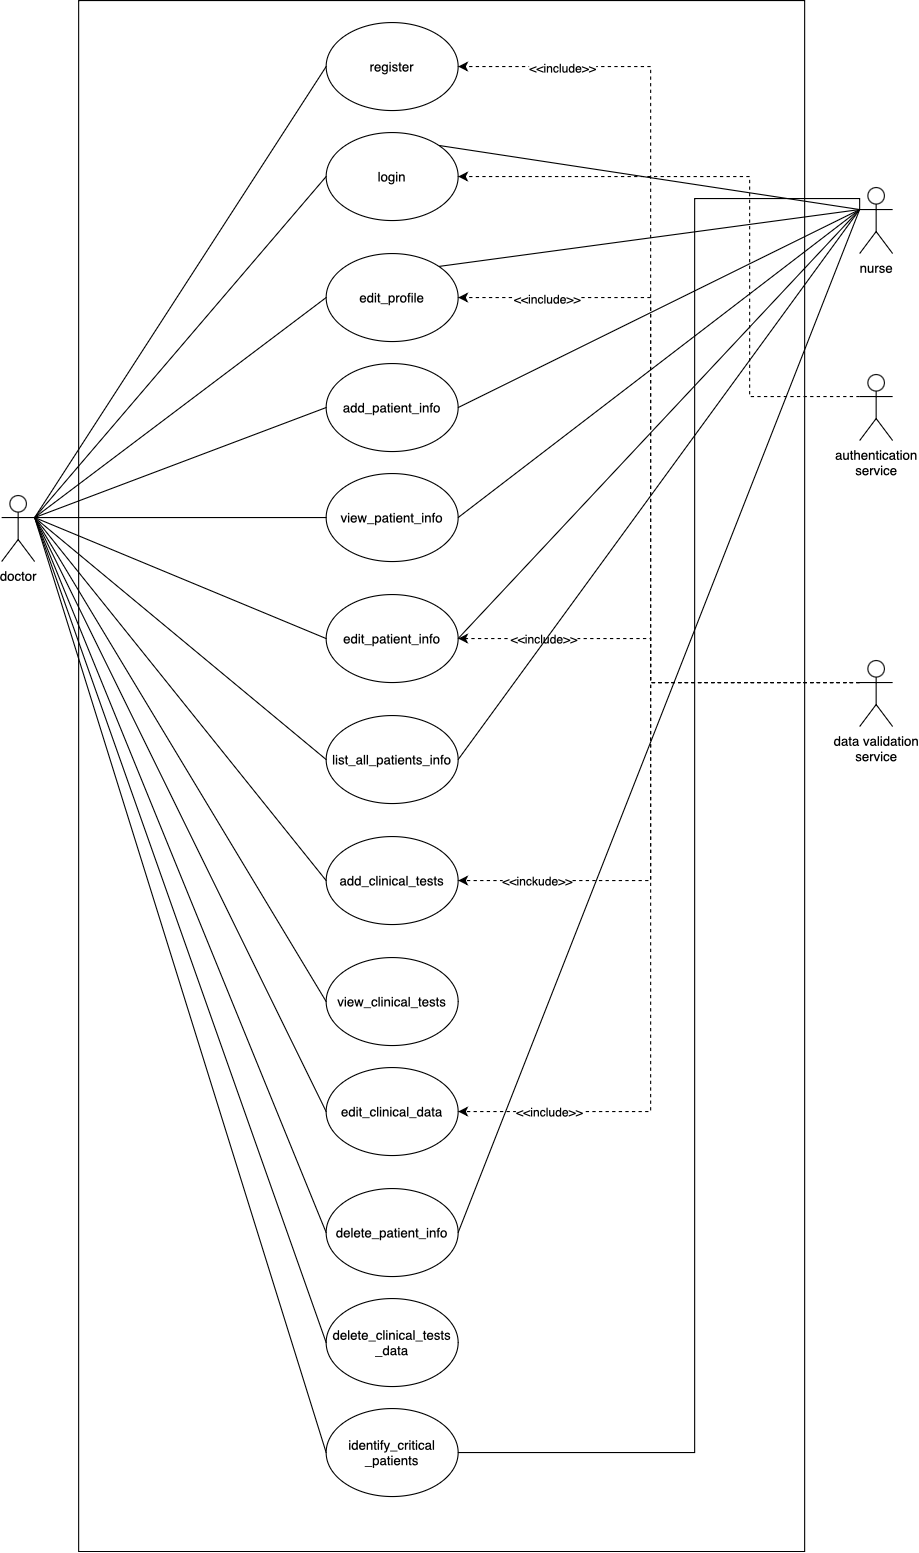 register
<<include>>
login
nurse
edit_profile
<<include>>
add_patient_info
authentication
service
view_patient_info
doctor
edit_patient_info
<<include>>
data validation
service
list_all_patients_info
add_clinical_tests
<<inckude>>
view_clinical_tests
edit_clinical_data
<<include>>
delete_patient_info
delete_clinical_tests
_data
identify_critical
_patients